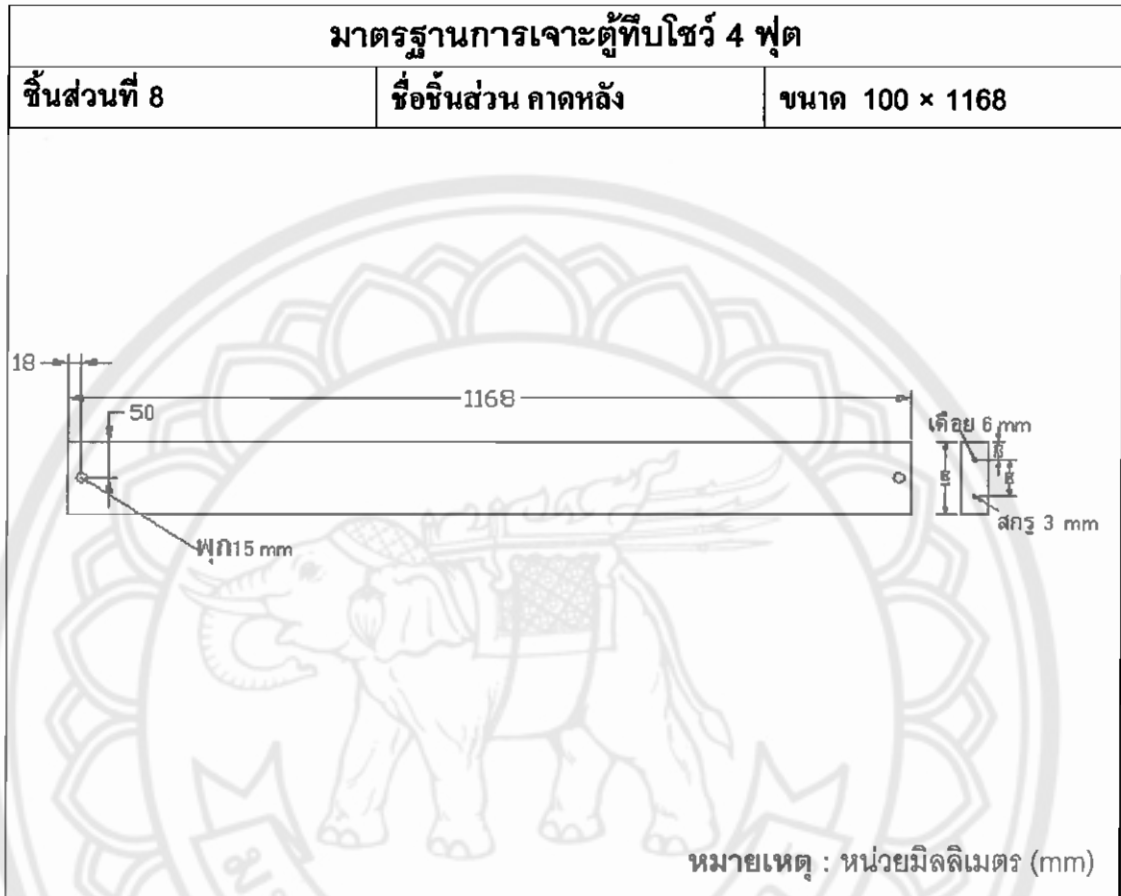 มาตรฐานการเจาะตู้ทึบโชว์ 4 ฟุต
ชิ้นส่วนที่ 8 ชื่อชิ้นส่วน คาดหลัง ขนาด 100 × 1168
18
1168
50
เดือย 6 mm
สกรู 3 mm
พุก15 mm
หมายเหตุ : หน่วยมิลลิเมตร (mm)